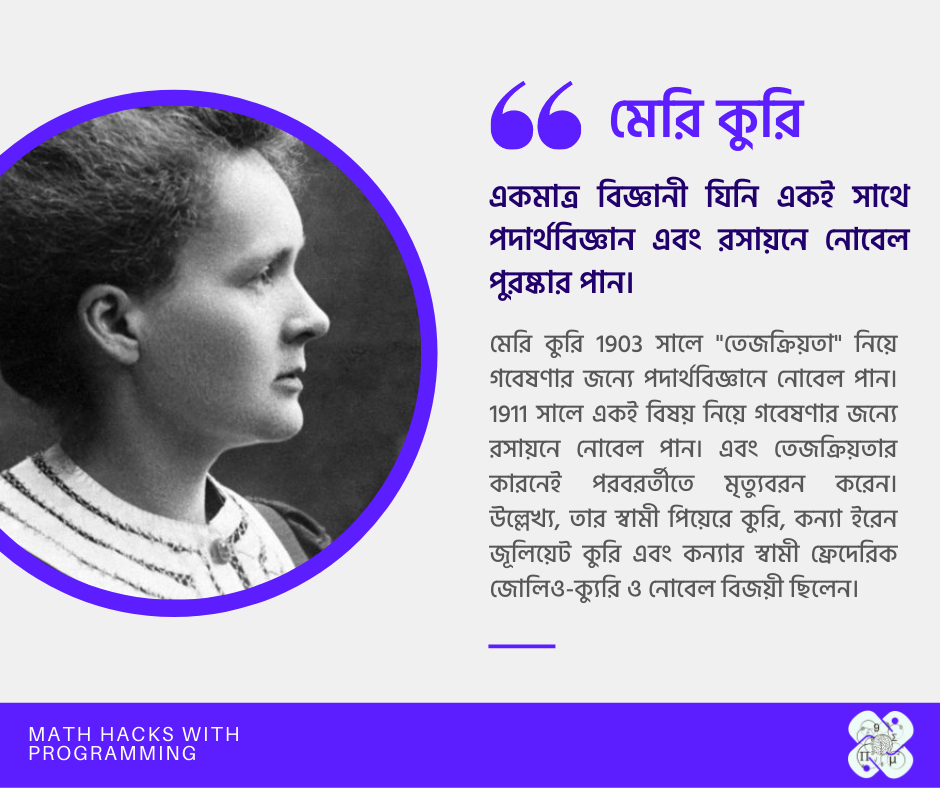 মেরি কুরি
একমাত্র বিজ্ঞানী যিনি একই সাথে
পদার্থবিজ্ঞান এবং রসায়নে নোবেল
পুরষ্কার পান।
মেরি কুরি 1903 সালে "তেজক্রিয়তা" নিয়ে
গবেষণার জন্যে পদার্থবিজ্ঞানে নোবেল পান।
1911 সালে একই বিষয় নিয়ে গবেষণার জন্যে
রসায়নে নোবেল পান। এবং তেজক্রিয়তার
কারনেই পরবরর্তীতে মৃত্যুবরন করেন।
উল্লেখ্য, তার স্বামী পিয়েরে কুরি, কন্যা ইরেন
জূলিয়েট কুরি এবং কন্যার স্বামী ফ্রেদেরিক
জোলিও-ক্যুরি ও নোবেল বিজয়ী ছিলেন।
MATH HACKS WITH
PROGRAMMING